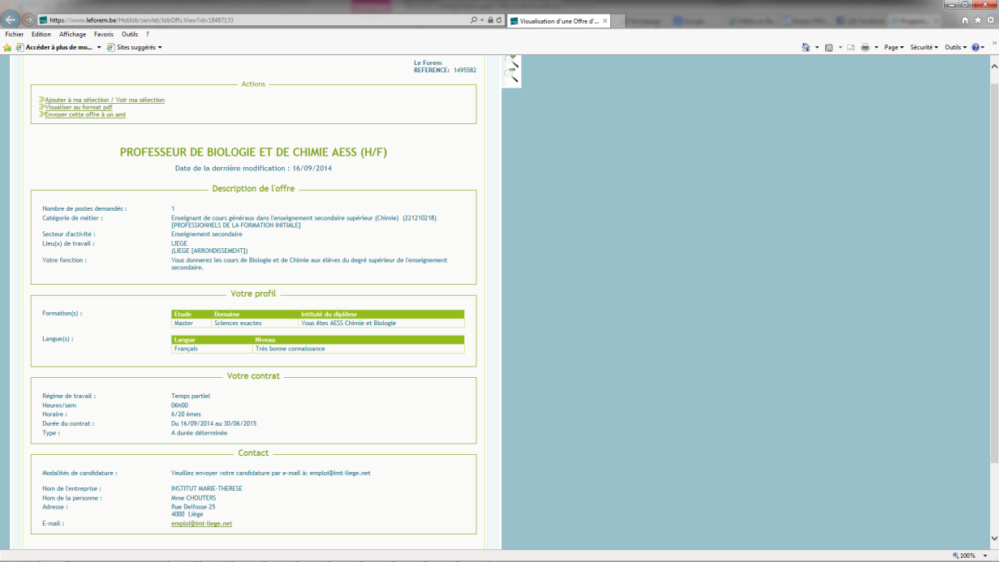 https://www.leforem.be/HotJob/servlet/JobOffs.View?id=18487133
Visualisation d'une Offre d'...
Fichier Edition Affichage Favoris Outils ?
Accéder à plus de mo... Sites suggérés
Page Sécurité Outils
Le Forem
REFERENCE: 1495582
Actions
Ajouter à ma sélection / Voir ma sélection
Visualiser au format pdf
Envoyer cette offre à un ami
PROFESSEUR DE BIOLOGIE ET DE CHIMIE AESS (H/F)
Date de la dernière modification : 16/09/2014
Description de l'offre
Nombre de postes demandés : 1
Catégorie de métier : Enseignant de cours généraux dans l'enseignement secondaire supérieur (Chimie) (221210218)
[PROFESSIONNELS DE LA FORMATION INITIALE]
Secteur d'activité : Enseignement secondaire
Lieu(x) de travail : LIEGE
(LIEGE [ARRONDISSEMENT])
Votre fonction : Vous donnerez les cours de Biologie et de Chimie aux élèves du degré supérieur de l'enseignement
secondaire.
Votre profil
Formation(s) : Etude Domaine Intitulé du diplôme
Master Sciences exactes Vous êtes AESS Chimie et Biologie
Langue(s) : Langue Niveau
Français Très bonne connaissance
Votre contrat
Régime de travail : Temps partiel
Heures/sem 06h00
Horaire : 6/20 èmes
Durée du contrat : Du 16/09/2014 au 30/06/2015
Type : A durée déterminée
Contact
Modalités de candidature : Veuillez envoyer votre candidature par e-mail à: emploi@imt-liege.net
Nom de l'entreprise : INSTITUT MARIE-THERESE
Nom de la personne : Mme CHOUTERS
Adresse : Rue Delfosse 25
4000 Liège
E-mail : emploi@imt-liege.net
100%